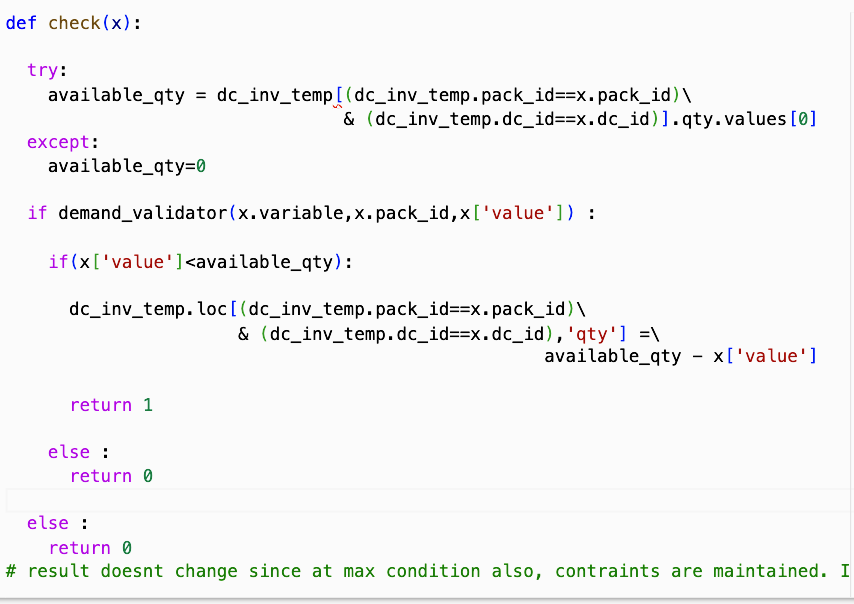 def check(x):
try:
available_qty = dc_inv_temp[(dc_inv_temp.pack_id==x.pack_id)\
& (dc_inv_temp.dc_id==x.dc_id)].qty.values[0]
except:
available_qty=0
if demand_validator(x.variable,x.pack_id,x['value']) :
if(x['value']<available_qty):
dc_inv_temp.loc[(dc_inv_temp.pack_id==x.pack_id)\
& (dc_inv_temp.dc_id==x.dc_id),'qty'] =\
available_qty - x['value']
return 1
else :
return 0
else :
return 0
# result doesnt change since at max condition also, contraints are maintained. I